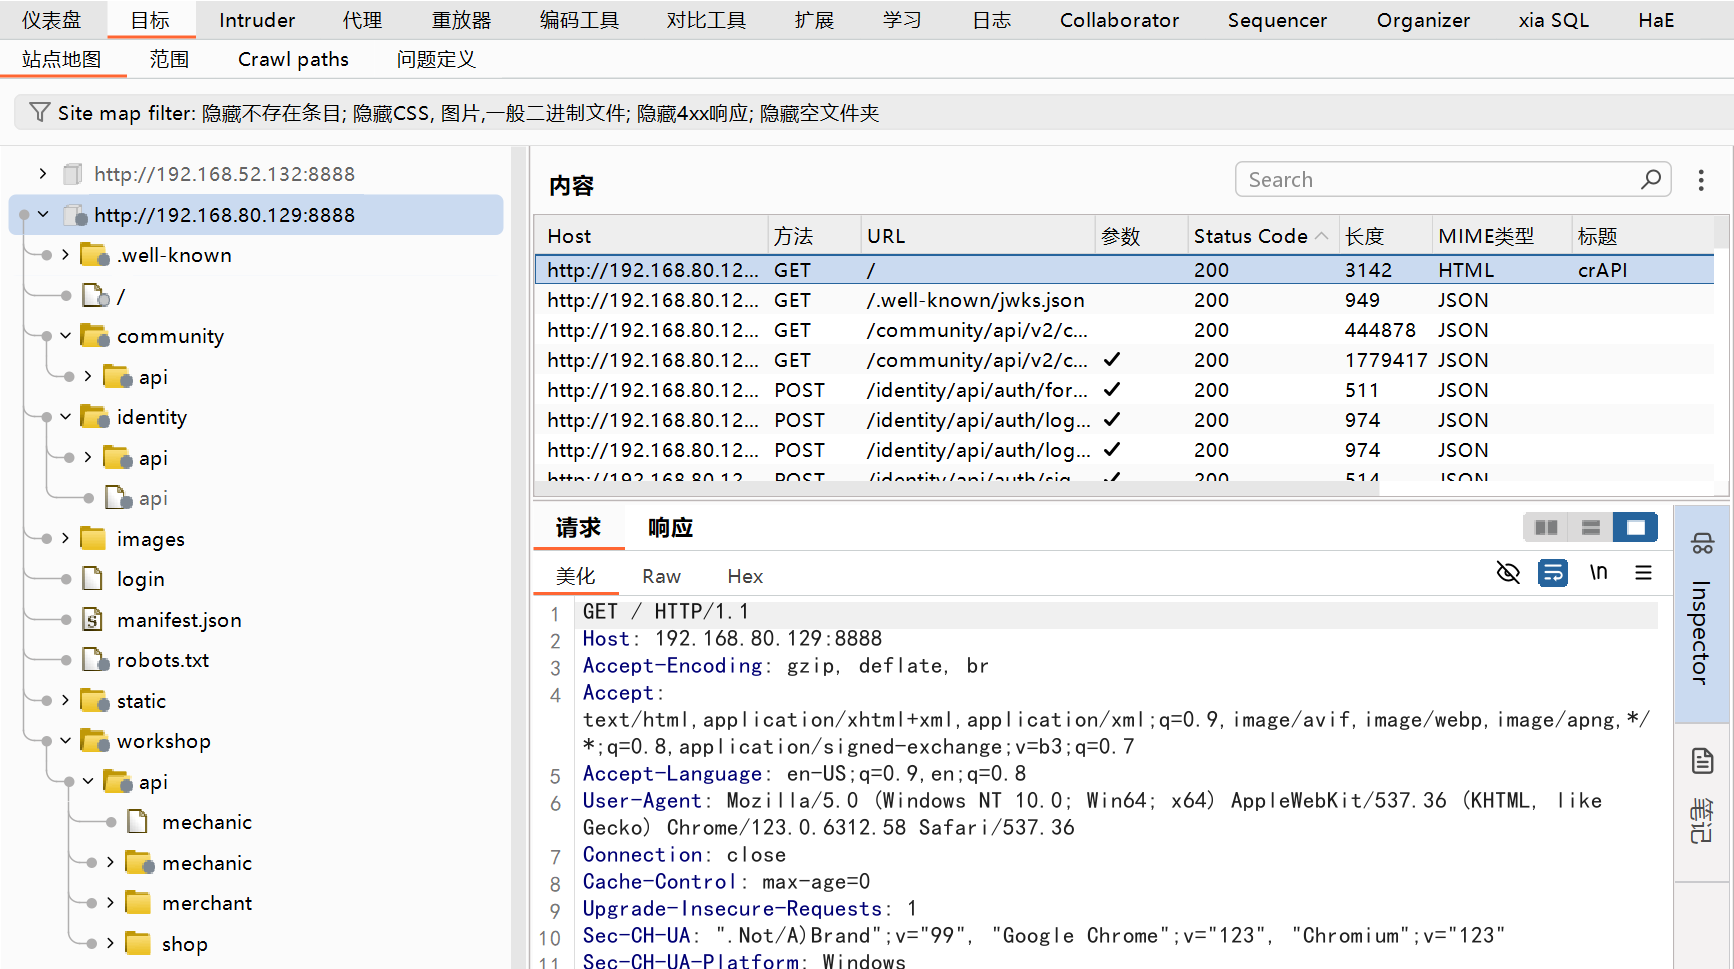 仪表盘 目标 Intruder 代理 重放器 编码工具 对比工具 扩展 学习 日志 Collaborator Sequencer Organizer xia SQL HaE
站点地图 范围 Crawl paths 问题定义
Site map filter: 隐藏不存在条目; 隐藏CSS, 图片,一般二进制文件; 隐藏4xx响应; 隐藏空文件夹
http://192.168.52.132:8888
http://192.168.80.129:8888
.well-known
/
community
api
identity
api
api
images
login
manifest.json
robots.txt
static
workshop
api
mechanic
mechanic
merchant
shop
内容 Search
Host 方法 URL 参数 Status Code 长度 MIME类型 标题
http://192.168.80.12... GET / 200 3142 HTML crAPI
http://192.168.80.12... GET /.well-known/jwks.json 200 949 JSON
http://192.168.80.12... GET /community/api/v2/c... 200 444878 JSON
http://192.168.80.12... GET /community/api/v2/c... ✓ 200 1779417 JSON
http://192.168.80.12... POST /identity/api/auth/for... ✓ 200 511 JSON
http://192.168.80.12... POST /identity/api/auth/log... ✓ 200 974 JSON
http://192.168.80.12... POST /identity/api/auth/log... ✓ 200 974 JSON
http://192.168.80.12... POST /identity/api/auth/sig... ✓ 200 514 JSON
请求 响应
美化 Raw Hex \n
1 GET / HTTP/1.1
2 Host: 192.168.80.129:8888
3 Accept-Encoding: gzip, deflate, br
4 Accept:
text/html,application/xhtml+xml,application/xml;q=0.9,image/avif,image/webp,image/apng,*/
*;q=0.8,application/signed-exchange;v=b3;q=0.7
5 Accept-Language: en-US;q=0.9,en;q=0.8
6 User-Agent: Mozilla/5.0 (Windows NT 10.0; Win64; x64) AppleWebKit/537.36 (KHTML, like
Gecko) Chrome/123.0.6312.58 Safari/537.36
7 Connection: close
8 Cache-Control: max-age=0
9 Upgrade-Insecure-Requests: 1
10 Sec-CH-UA: ".Not/A)Brand";v="99", "Google Chrome";v="123", "Chromium";v="123"
11 Sec-CH-UA-Platform: Windows
Inspector
笔记